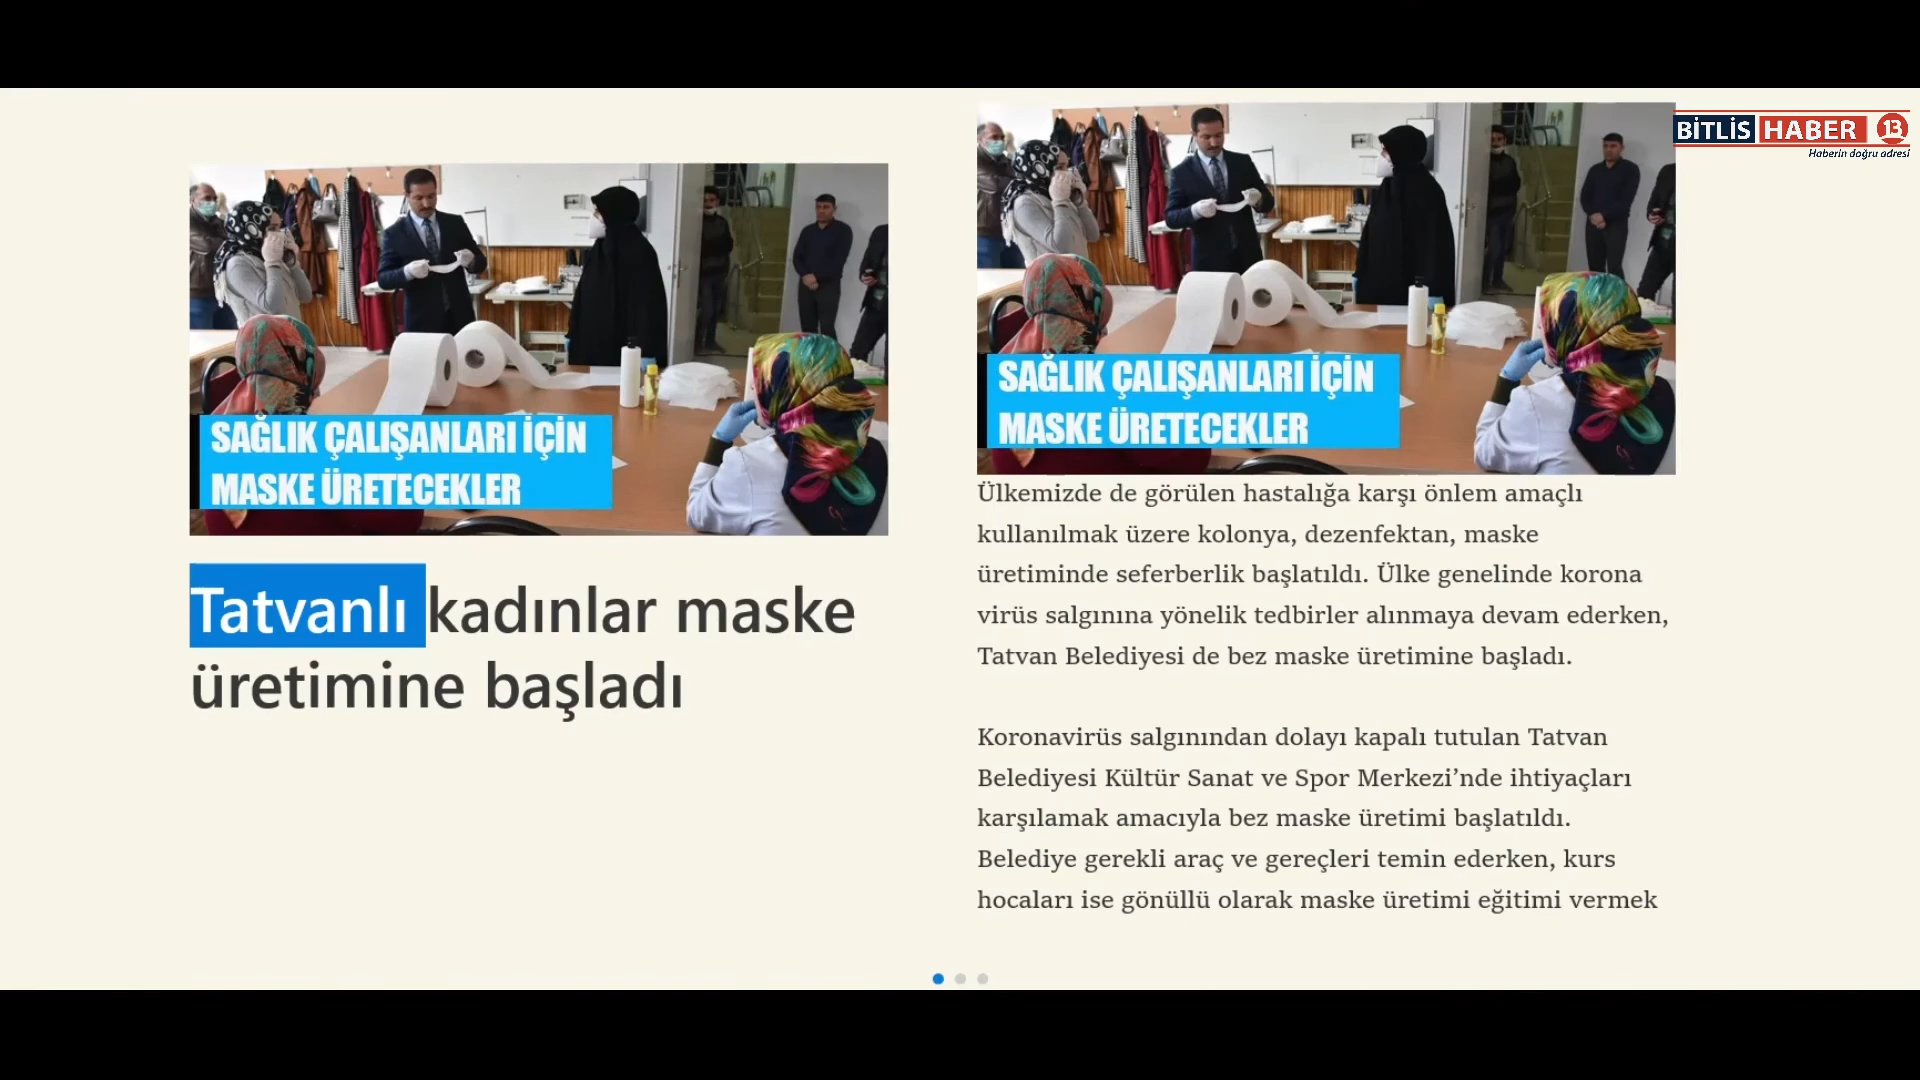 SAĞLIK ÇALIŞANLARI İÇİN
MASKE ÜRETECEKLER
Tatvanlı kadınlar maske
üretimine başladı
BİTLİS HABER 13
Haberin doğru adresi
SAĞLIK ÇALIŞANLARI İÇİN
MASKE ÜRETECEKLER
Ülkemizde de görülen hastalığa karşı önlem amaçlı
kullanılmak üzere kolonya, dezenfektan, maske
üretiminde seferberlik başlatıldı. Ülke genelinde korona
virüs salgınına yönelik tedbirler alınmaya devam ederken,
Tatvan Belediyesi de bez maske üretimine başladı.
Koronavirüs salgınından dolayı kapalı tutulan Tatvan
Belediyesi Kültür Sanat ve Spor Merkezi’nde ihtiyaçları
karşılamak amacıyla bez maske üretimi başlatıldı.
Belediye gerekli araç ve gereçleri temin ederken, kurs
hocaları ise gönüllü olarak maske üretimi eğitimi vermek